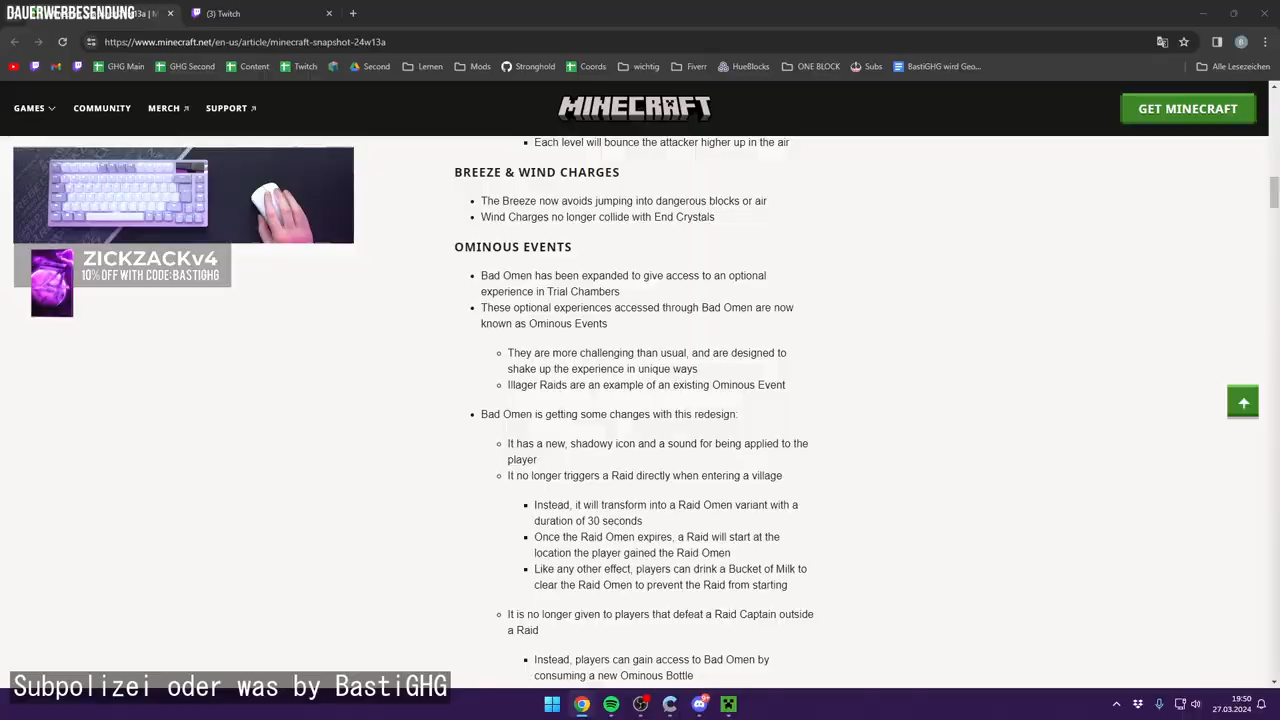 DAUERWERBESENDUNG
13a | M
(3) Twitch
https://www.minecraft.net/en-us/article/minecraft-snapshot-24w13a
GH Main
GHG Second
Content
Twitch
Second
Lernen
Mods
Stronghold
Coords
wichtig
Fiverr
HueBlocks
ONE BLOCK
Subs
BastiGHG wird Geo...
Alle Lesezeichen
GAMES
COMMUNITY
MERCH
SUPPORT
MINECRAFT
GET MINECRAFT
Each level will bounce the attacker higher up in the air
BREEZE & WIND CHARGES
The Breeze now avoids jumping into dangerous blocks or air
Wind Charges no longer collide with End Crystals
ZICKZACKv4
10% OFF WITH CODE:BASTIGHG
OMINOUS EVENTS
Bad Omen has been expanded to give access to an optional
experience in Trial Chambers
These optional experiences accessed through Bad Omen are now
known as Ominous Events
They are more challenging than usual, and are designed to
shake up the experience in unique ways
Illager Raids are an example of an existing Ominous Event
Bad Omen is getting some changes with this redesign:
It has a new, shadowy icon and a sound for being applied to the
player
It no longer triggers a Raid directly when entering a village
Instead, it will transform into a Raid Omen variant with a
duration of 30 seconds
Once the Raid Omen expires, a Raid will start at the
location the player gained the Raid Omen
Like any other effect, players can drink a Bucket of Milk to
clear the Raid Omen to prevent the Raid from starting
It is no longer given to players that defeat a Raid Captain outside
a Raid
Instead, players can gain access to Bad Omen by
consuming a new Ominous Bottle
Subpolizei oder was by BastiGHG
19:50
27.03.2024